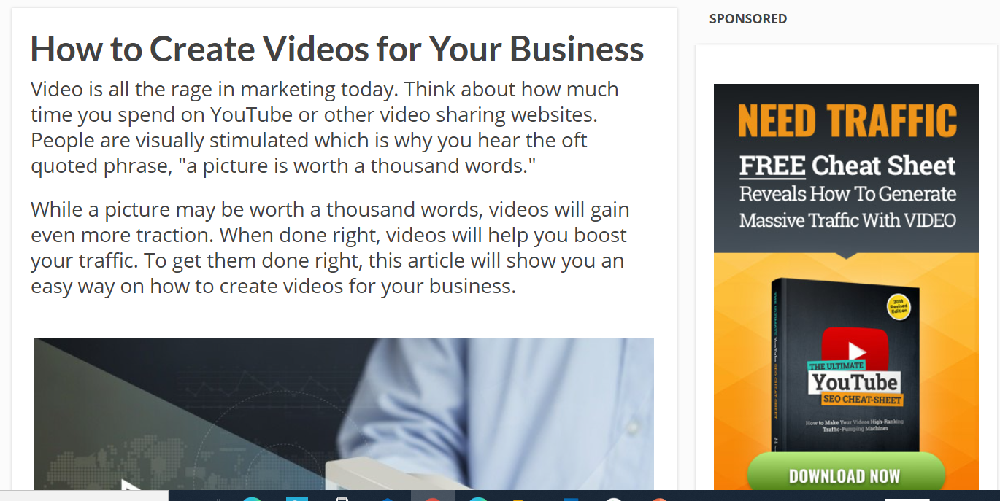 How to Create Videos for Your Business
Video is all the rage in marketing today. Think about how much
time you spend on YouTube or other video sharing websites.
People are visually stimulated which is why you hear the oft
quoted phrase, "a picture is worth a thousand words."
While a picture may be worth a thousand words, videos will gain
even more traction. When done right, videos will help you boost
your traffic. To get them done right, this article will show you an
easy way on how to create videos for your business.
SPONSORED
NEED TRAFFIC
FREE Cheat Sheet
Reveals How To Generate
Massive Traffic With VIDEO
2018
Revised
Edition
THE ULTIMATE
YouTube
SEO CHEAT-SHEET
How to Make Your Videos High-Ranking
Traffic-Pumping Machines
THE ULTIMATE YouTube SEO CHEAT-SHEET
DOWNLOAD NOW